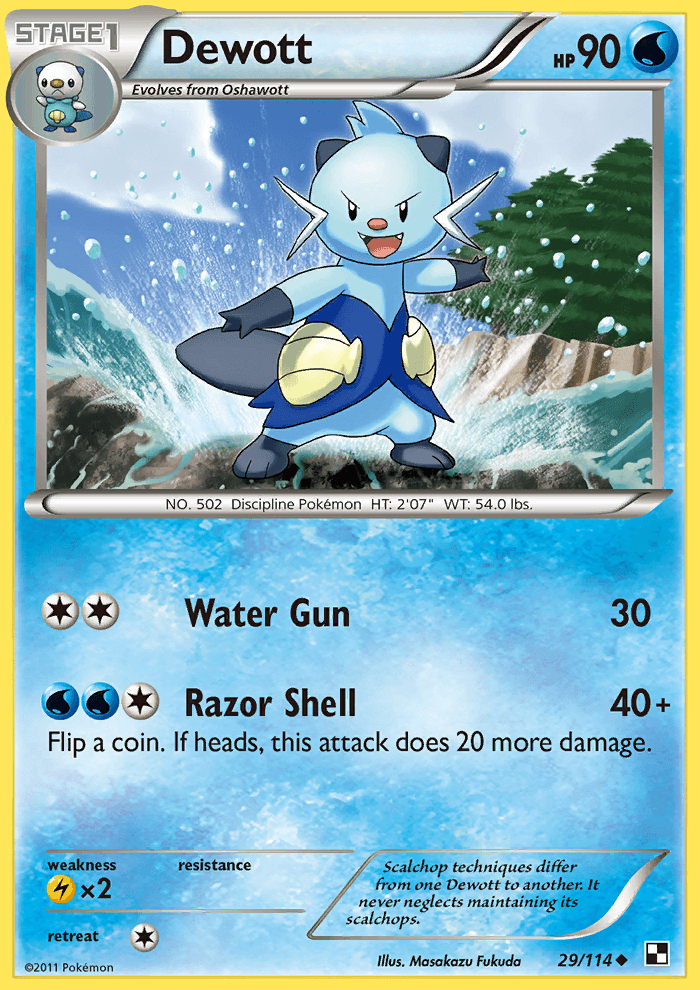 STAGE1
Dewott
HP90
Evolves from Oshawott
NO. 502 Discipline Pokémon HT: 2'07" WT: 54.0 lbs.
Water Gun 30
Razor Shell 40+
Flip a coin. If heads, this attack does 20 more damage.
weakness
resistance
×2
Scalchop techniques differ
from one Dewott to another. It
never neglects maintaining its
scalchops.
retreat
©2011 Pokémon
Illus. Masakazu Fukuda
29/114